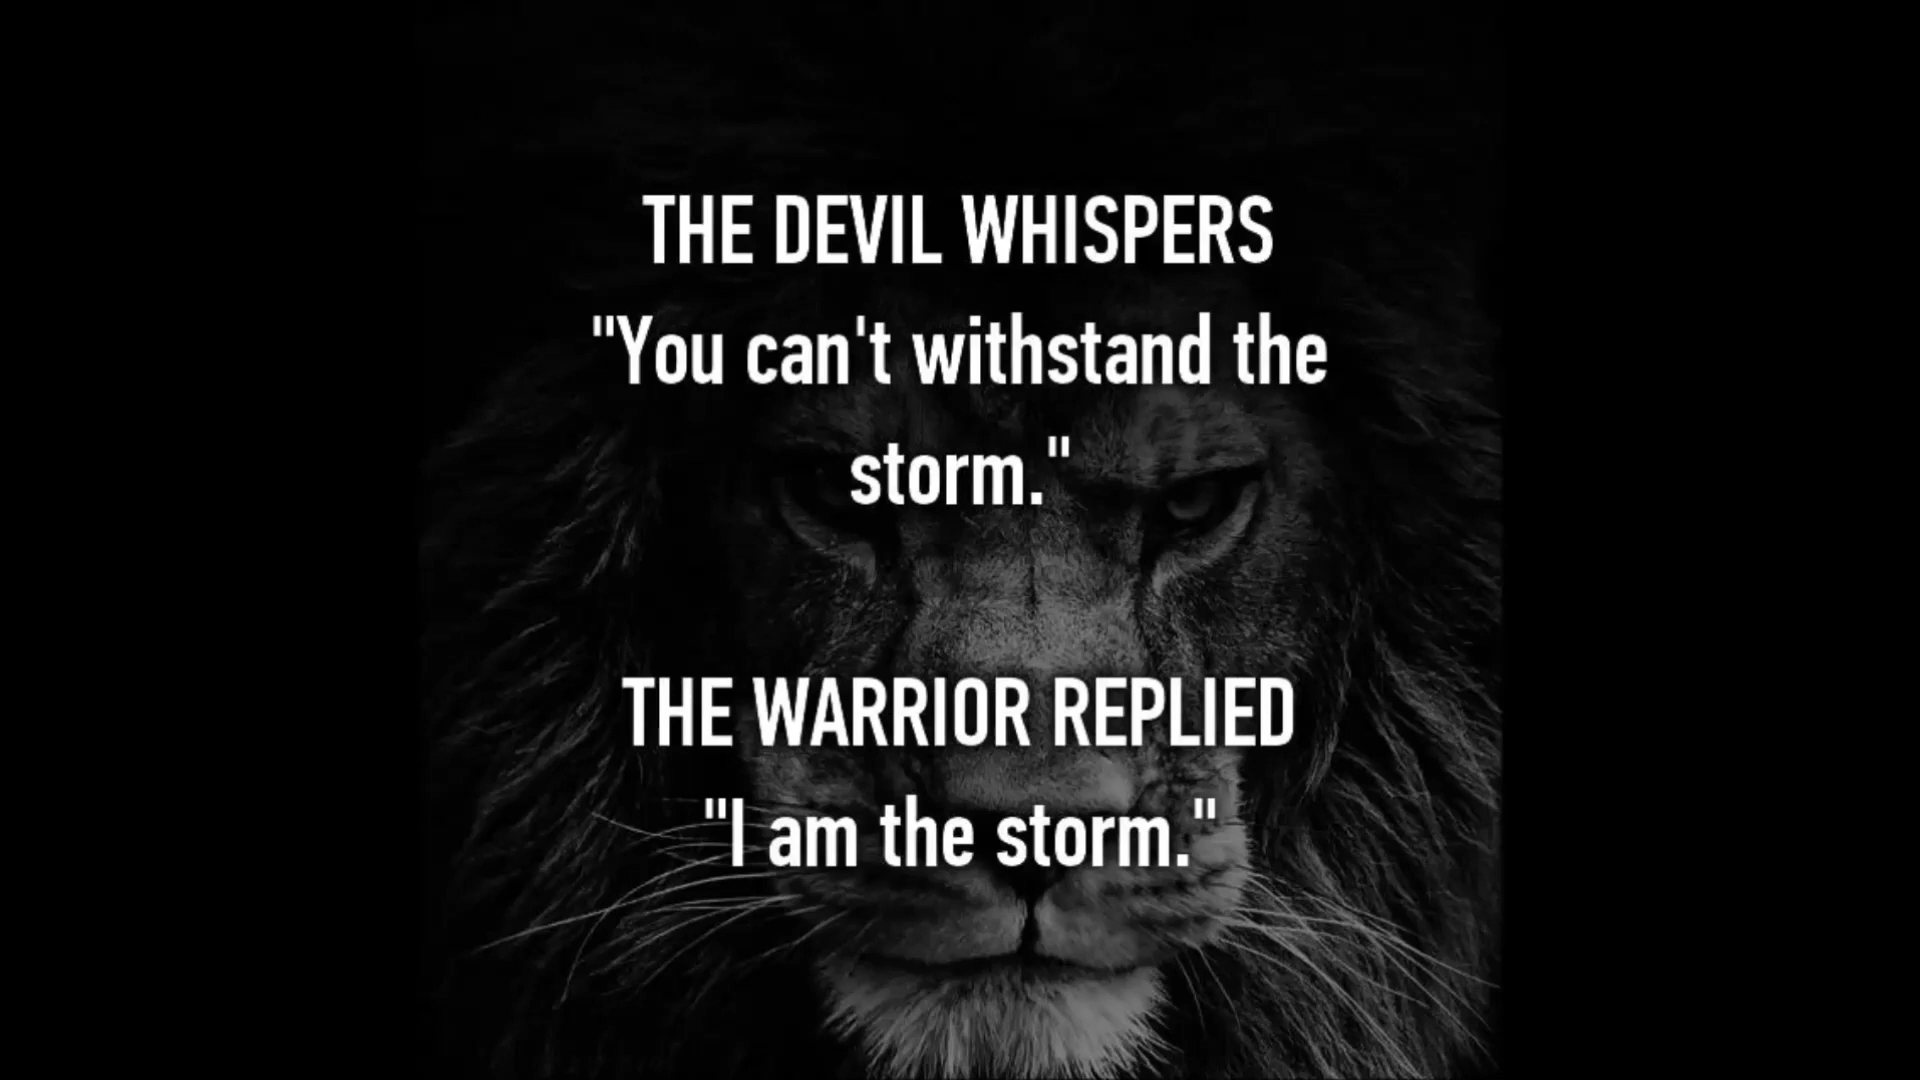 THE DEVIL WHISPERS
"You can't withstand the
storm."
THE WARRIOR REPLIED
"I am the storm."